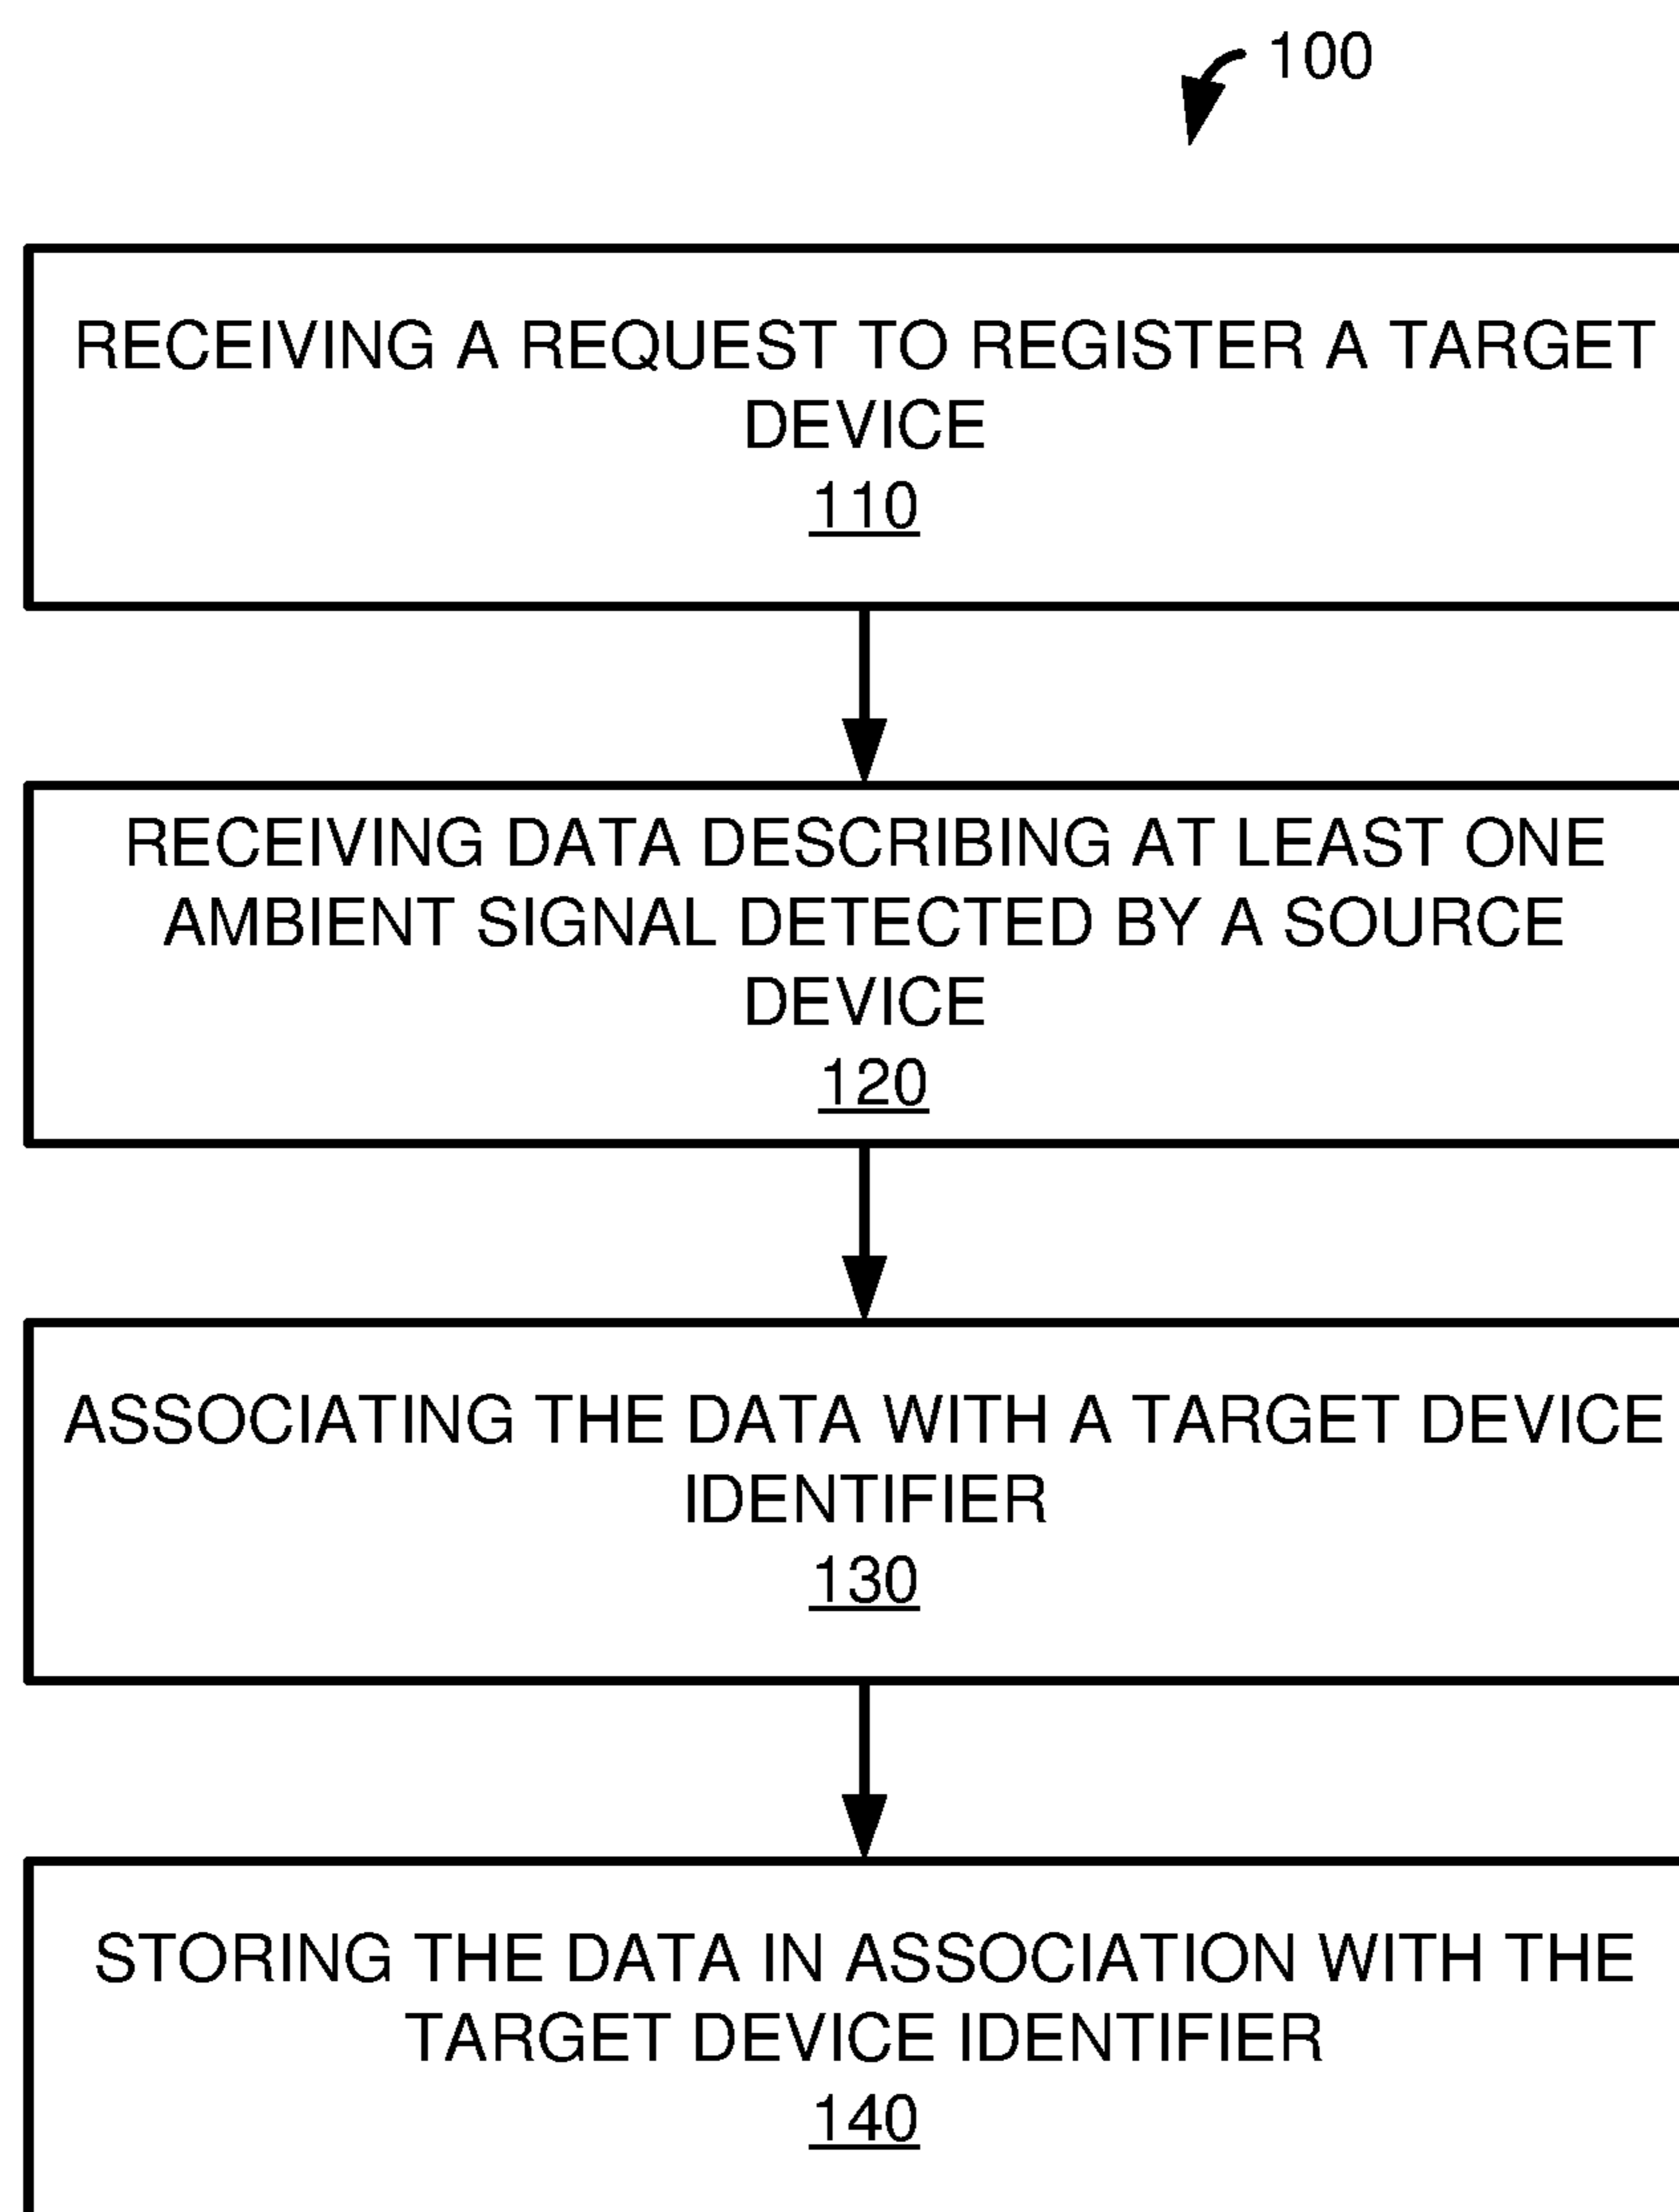 100
RECEIVING A REQUEST TO REGISTER A TARGET
DEVICE
110
RECEIVING DATA DESCRIBING AT LEAST ONE
AMBIENT SIGNAL DETECTED BY A SOURCE
DEVICE
120
ASSOCIATING THE DATA WITH A TARGET DEVICE
IDENTIFIER
130
STORING THE DATA IN ASSOCIATION WITH THE
TARGET DEVICE IDENTIFIER
140